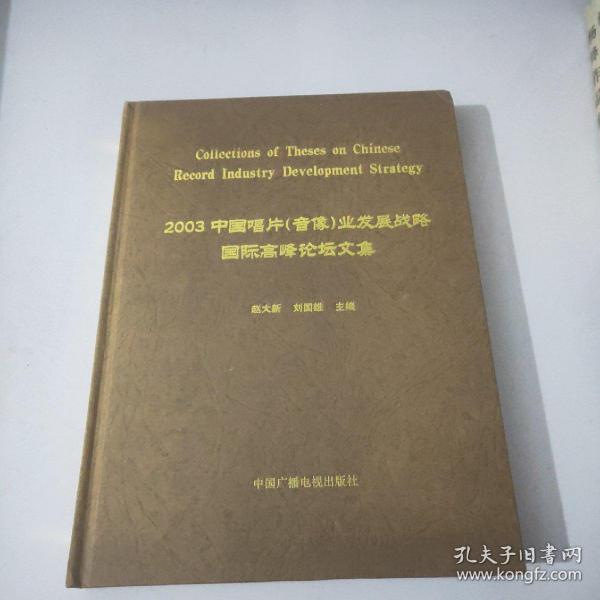 Collections of Theses on Chinese
Record Industry Development Strategy
2003 中国唱片(音像)业发展战略
国际高峰论坛文集
赵大新 刘国雄 主编
中国广播电视出版社
孔夫子旧书网
www.kongfz.com